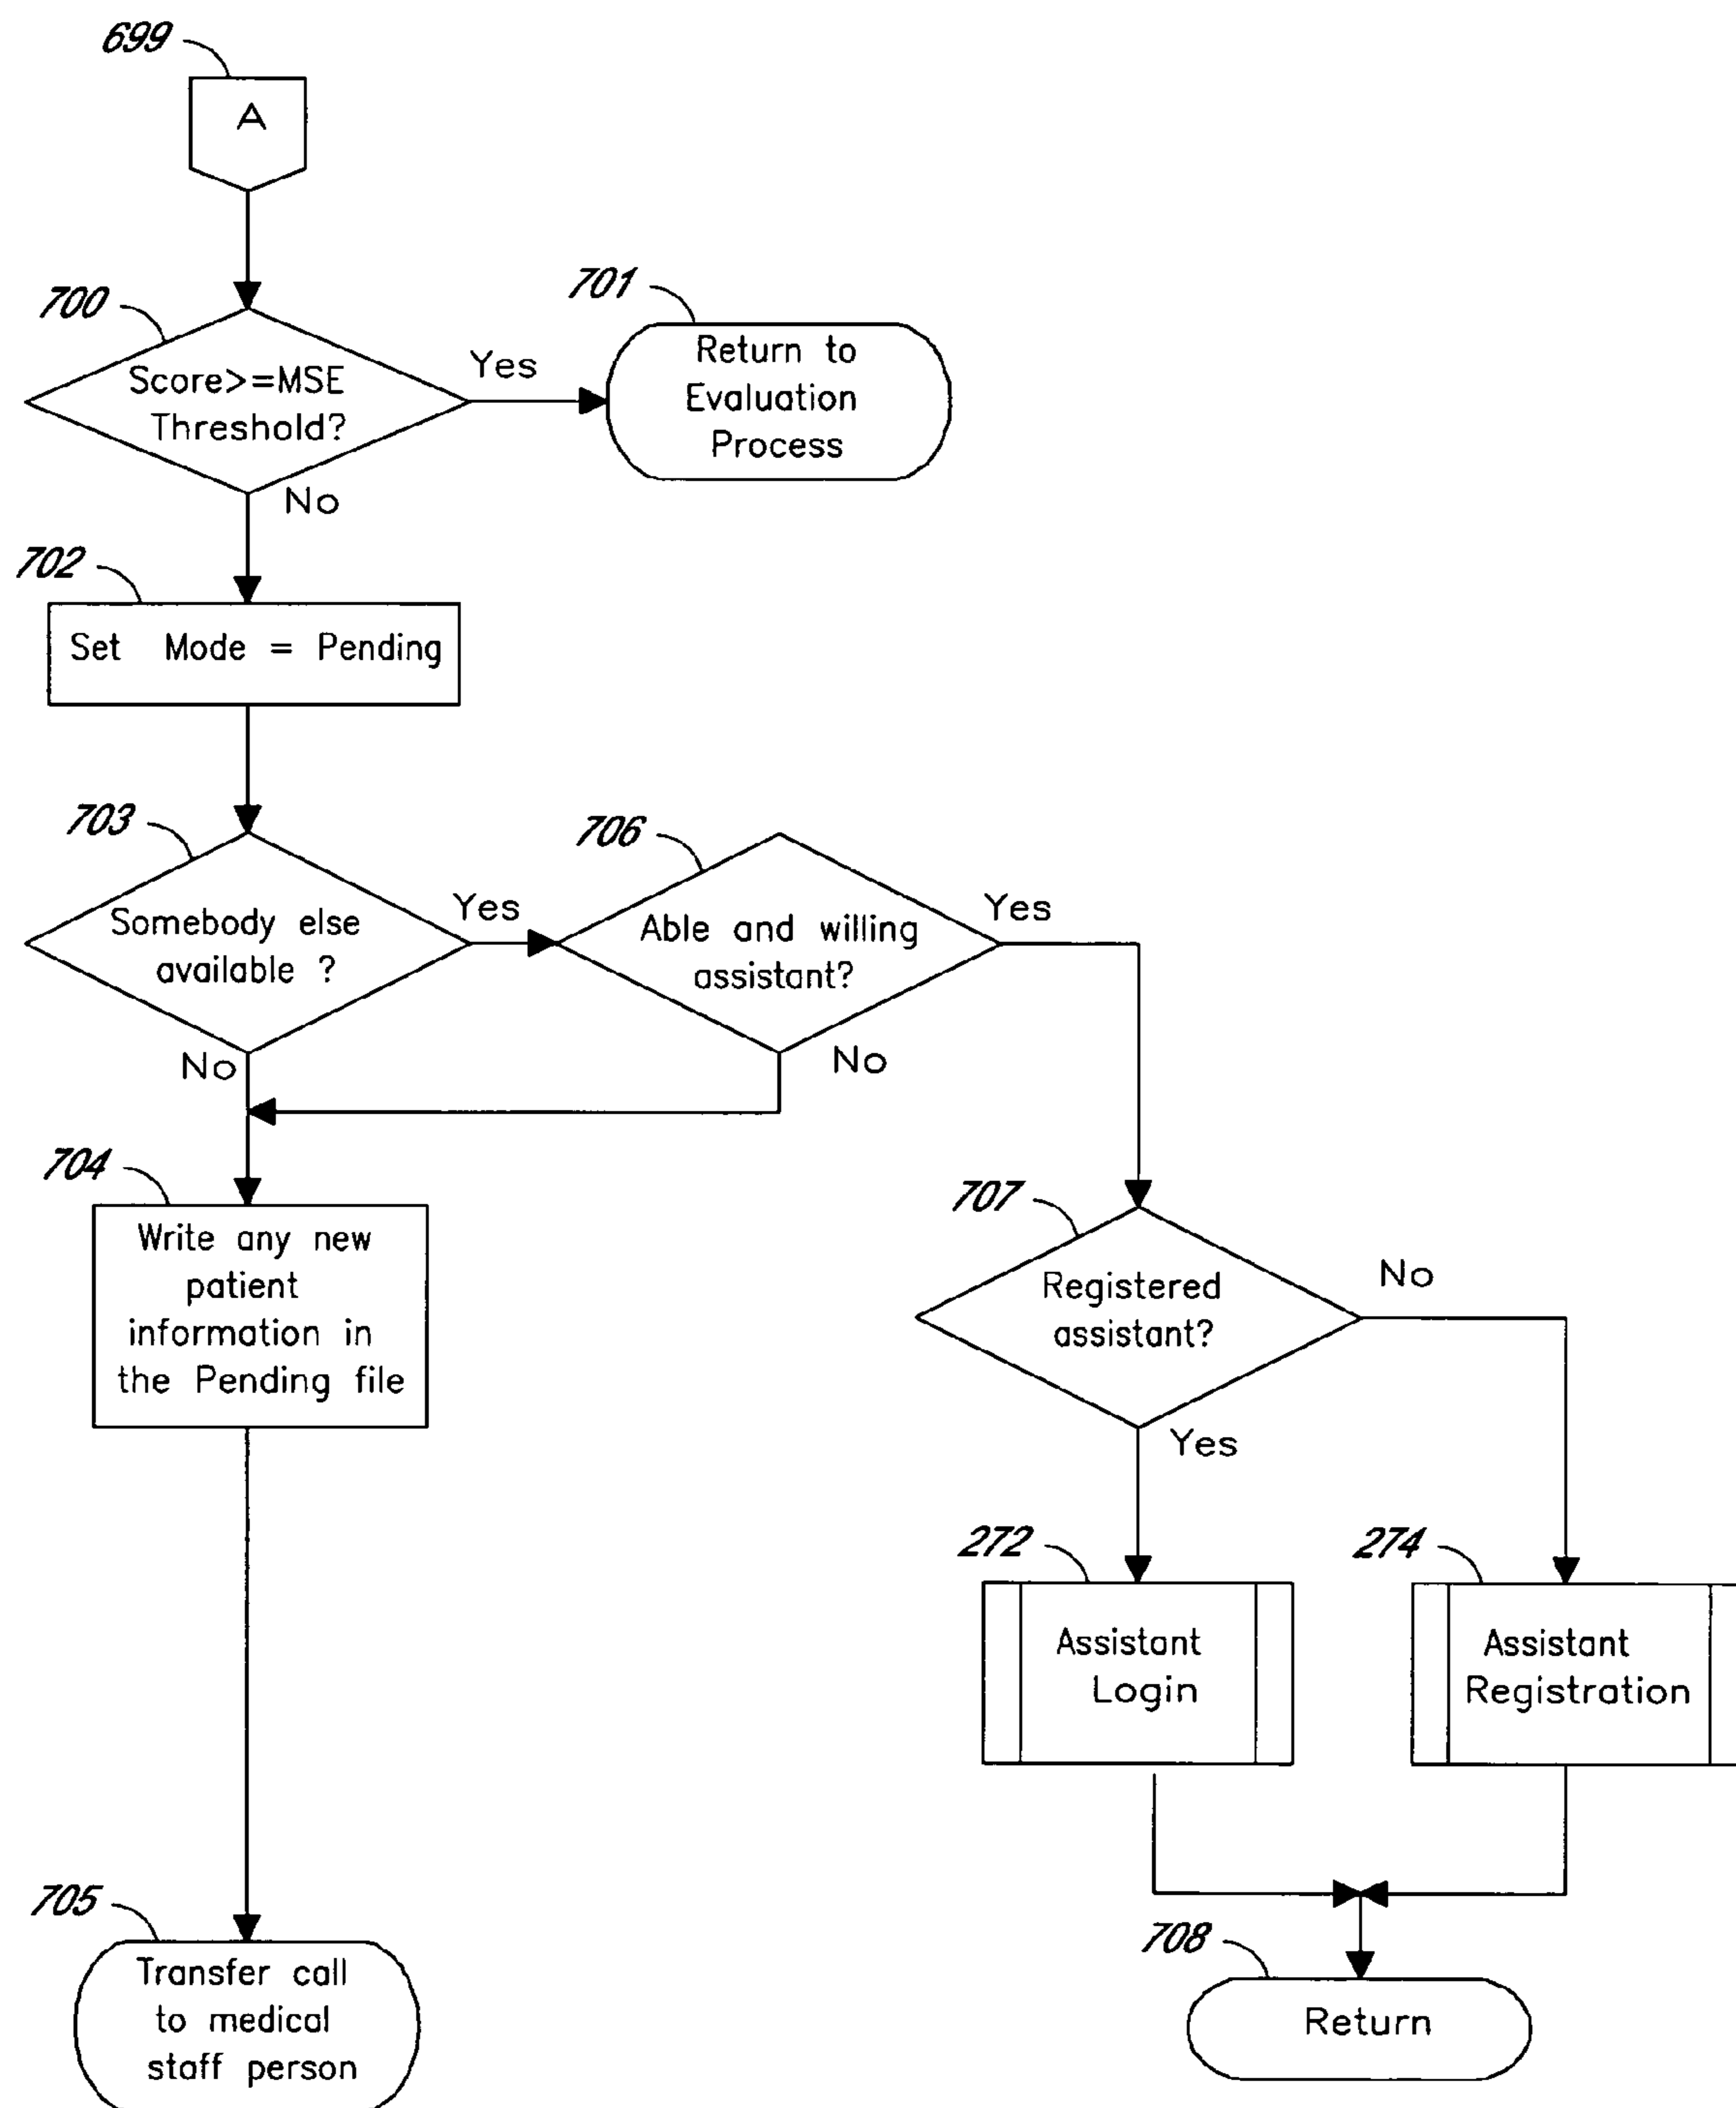 699
A
700
Score>=MSE
Threshold?
Yes
No
701
Return to
Evaluation
Process
702
Set Mode = Pending
703
Somebody else
available ?
Yes
No
706
Able and willing
assistant?
Yes
No
704
Write any new
patient
information in
the Pending file
707
Registered
assistant?
No
Yes
272
Assistant
Login
274
Assistant
Registration
705
Transfer call
to medical
staff person
708
Return